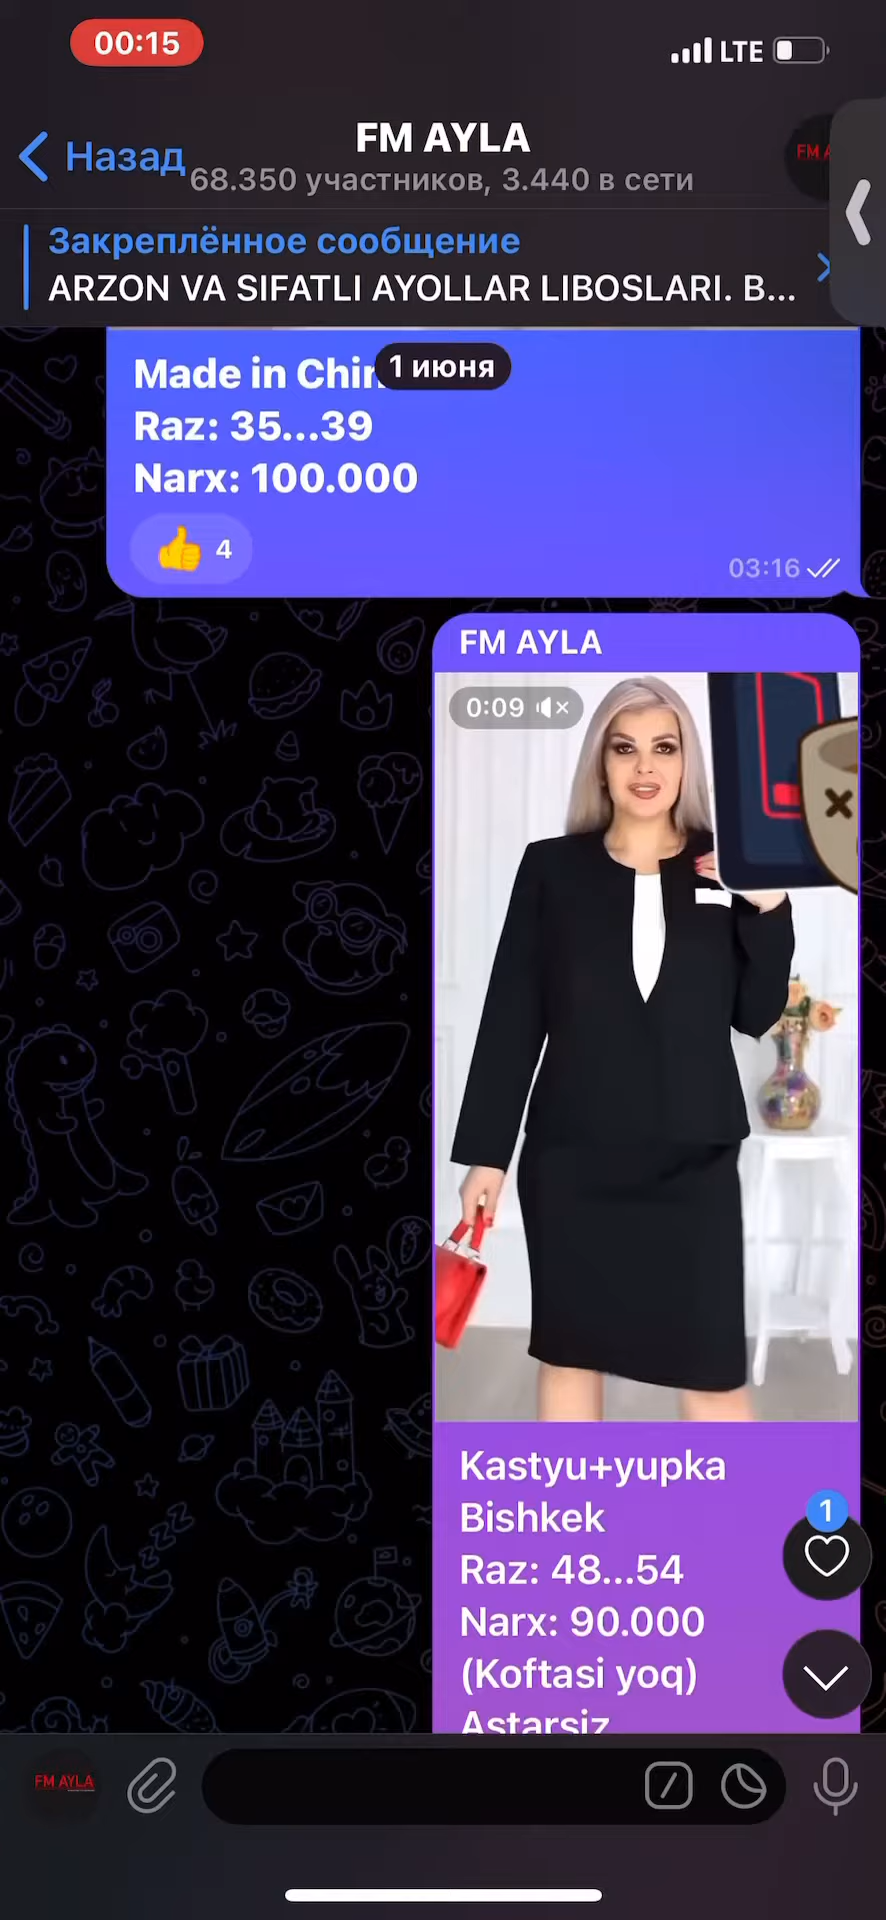 00:15
LTE
Назад
FM AYLA
68.350 участников, 3.440 в сети
Закреплённое сообщение
ARZON VA SIFATLI AYOLLAR LIBOSLARI. B...
1 июня
Made in
Raz: 35...39
Narx: 100.000
4
03:16
FM AYLA
0:09
Kastyu+yupka
Bishkek
Raz: 48...54
Narx: 90.000
(Koftasi yoq)
Astarsiz
1
FM AYLA